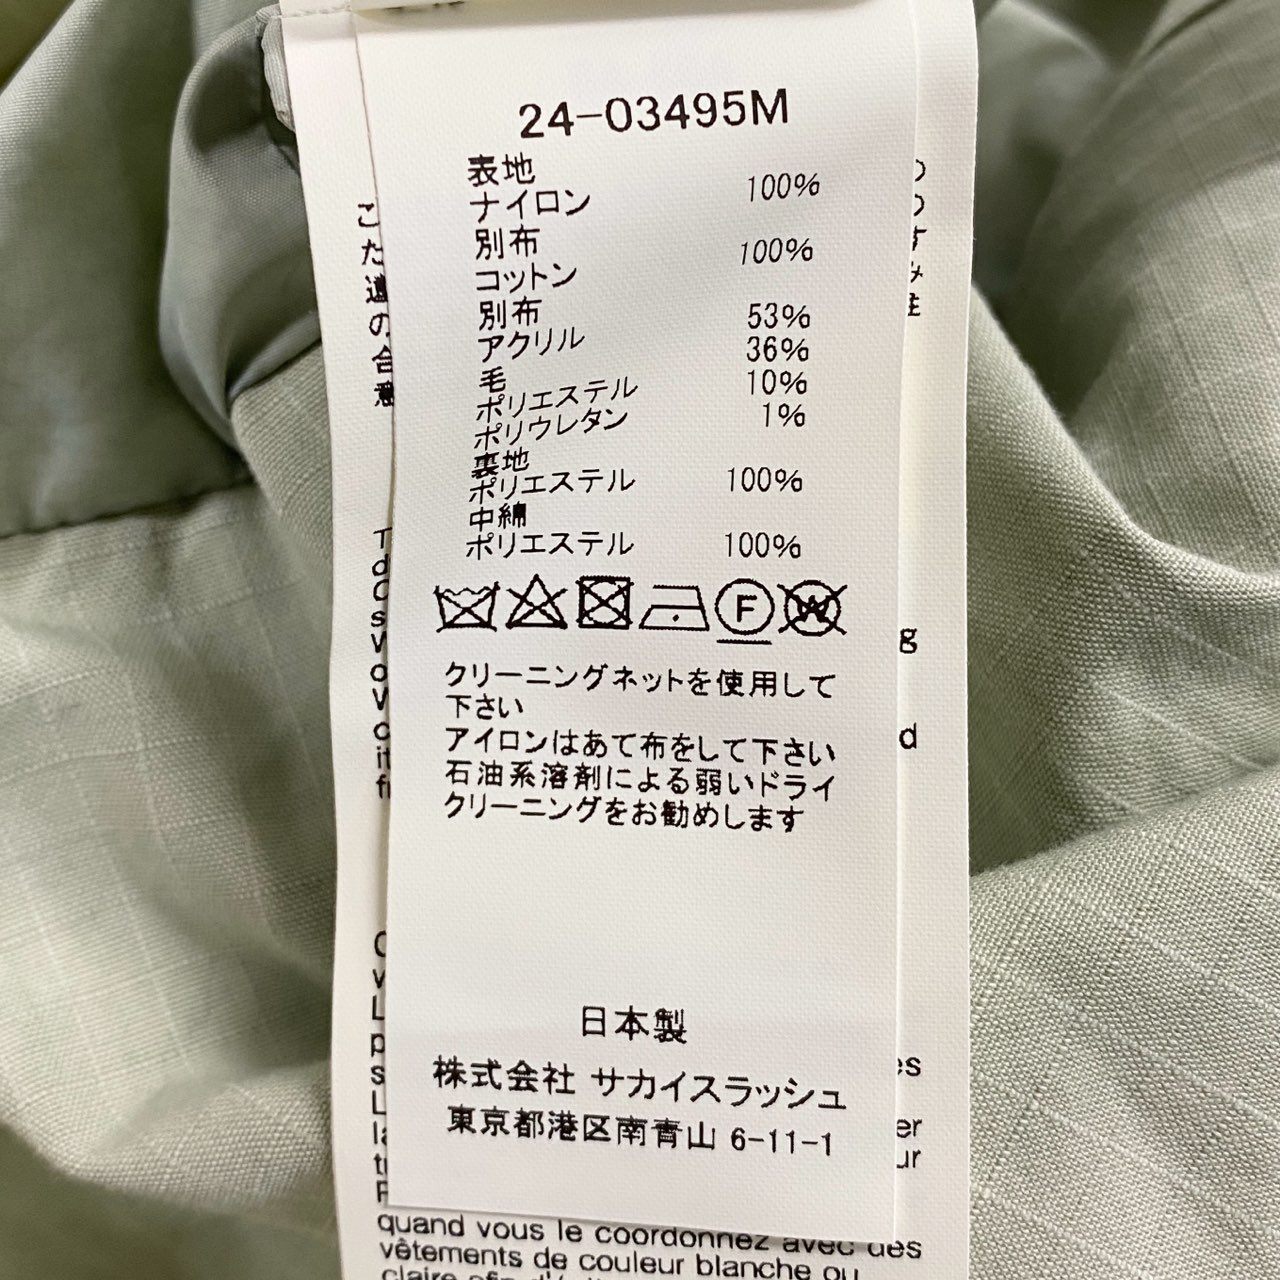 24-03495M
表地
ナイロン 100%
別布
コットン 100%
別布
アクリル 53%
毛 36%
ポリエステル 10%
ポリウレタン 1%
裏地
ポリエステル 100%
中綿
ポリエステル 100%
F
W
クリーニングネットを使用して
下さい
アイロンはあて布をして下さい
石油系溶剤による弱いドライ
クリーニングをお勧めします
日本製
株式会社 サカイスラッシュ
東京都港区南青山 6-11-1
quand vous le coordonnez avec des
vêtements de couleur blanche ou